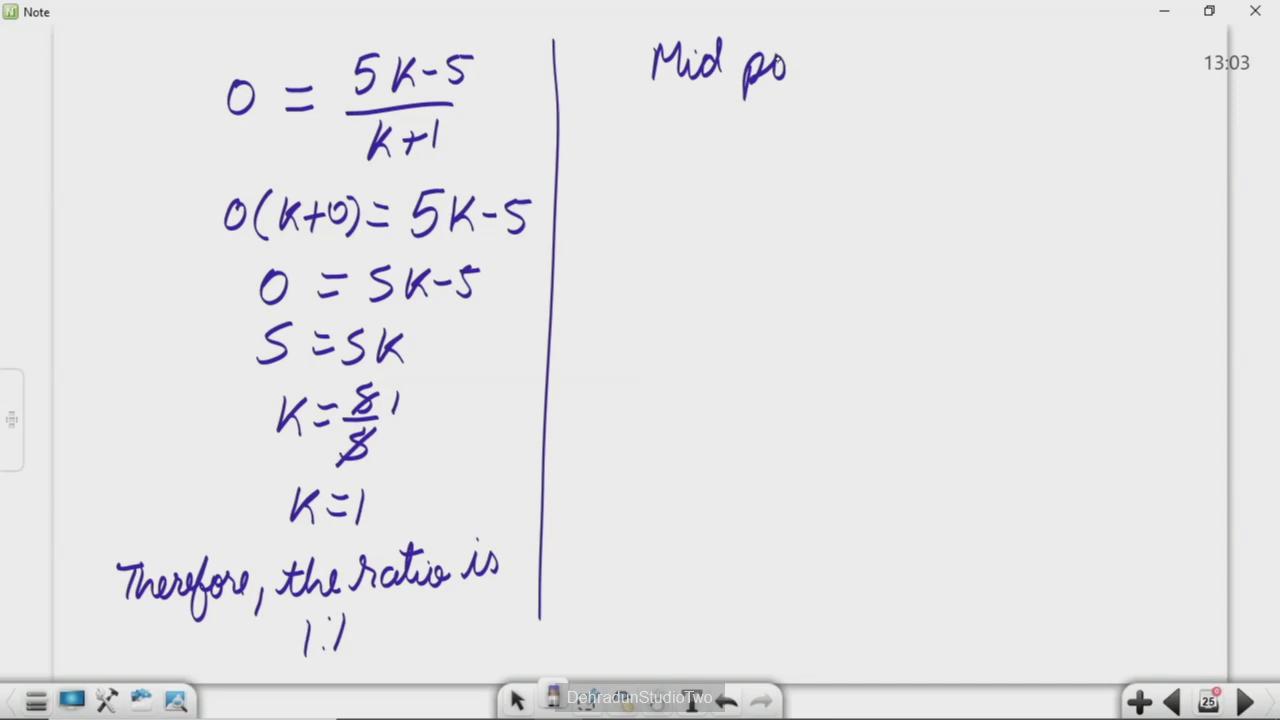 Note
13:03
0 = 5K-5 / K+1
0(K+0) = 5K-5
0 = 5K-5
5 = 5K
K = 5/5 1
K = 1
Therefore, the ratio is
1:1
Mid po
DehradunStudioTwo
25